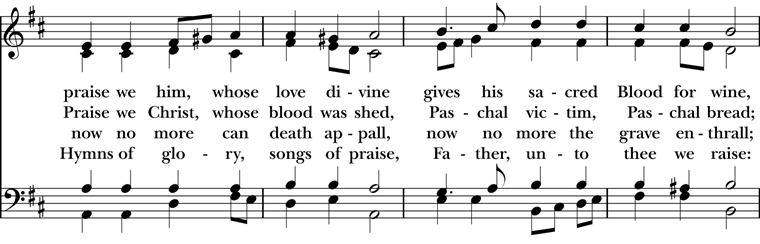 praise we him, whose love di - vine gives his sa - cred Blood for wine,
Praise we Christ, whose blood was shed, Pas - chal vic - tim, Pas - chal bread;
now no more can death ap - pall, now no more the grave en - thrall;
Hymns of glo - ry, songs of praise, Fa - ther, un - to thee we raise: